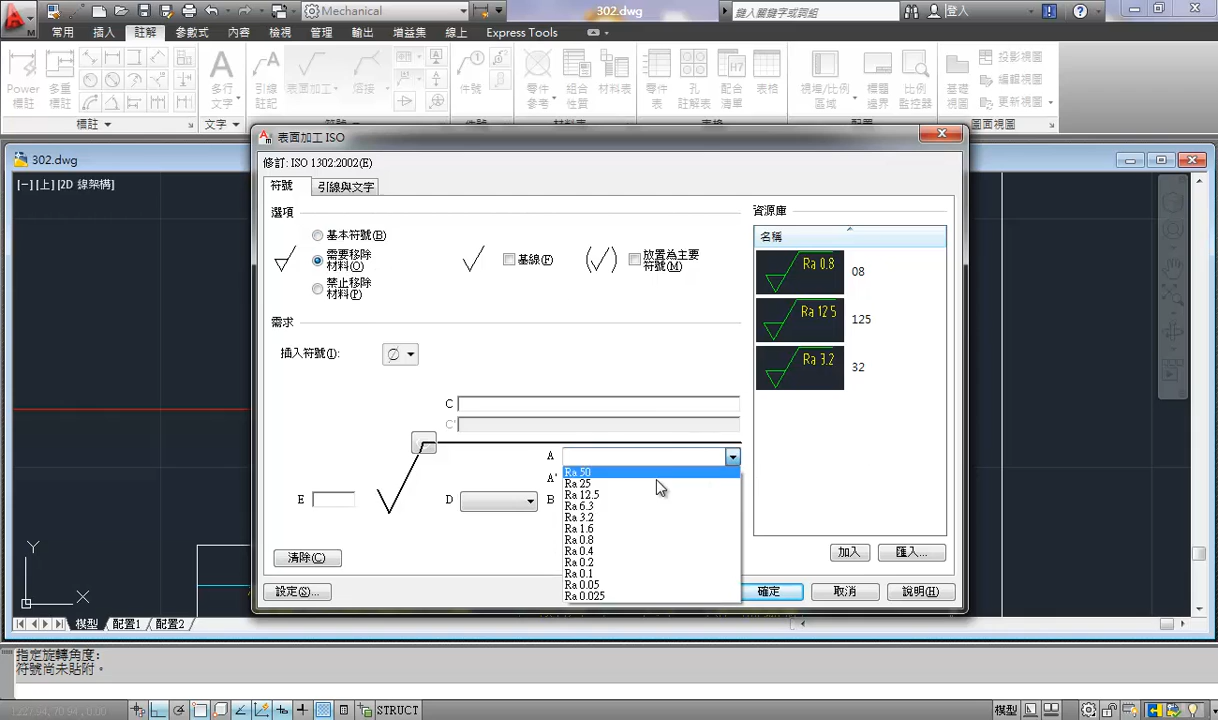 Mechanical
302.dwg
輸入關鍵字或片語
登入
常用 插入 註解 參數式 內容 檢視 管理 輸出 增益集 線上 Express Tools
Power 標註
多重 標註
多行 文字
引線 註記
表面加工
熔接
件號
零件 參考
組合 性質
材料表
零件 表
孔 註解表
配合 清單
表格
視埠/比例 區域
標題 邊界
比例 監控器
基礎 視圖
投影視圖
編輯視圖
更新視圖
標註
文字
圖面視圖
302.dwg
[−][上][2D 線架構]
表面加工 ISO
修訂: ISO 1302:2002(E)
符號 引線與文字
選項
基本符號(B)
需要移除
材料(O)
禁止移除
材料(P)
基線(F)
放置為主要
符號(M)
需求
插入符號(I):
C
C'
A
A'
B
E
D
Ra 50
Ra 25
Ra 12.5
Ra 6.3
Ra 3.2
Ra 1.6
Ra 0.8
Ra 0.4
Ra 0.2
Ra 0.1
Ra 0.05
Ra 0.025
清除(C)
設定(S)...
資源庫
名稱
Ra 0.8 08
Ra 12.5 125
Ra 3.2 32
加入 匯入...
確定 取消 說明(H)
Y
X
模型 配置1 配置2
指定旋轉角度:
符號尚未貼附。
STRUCT
模型